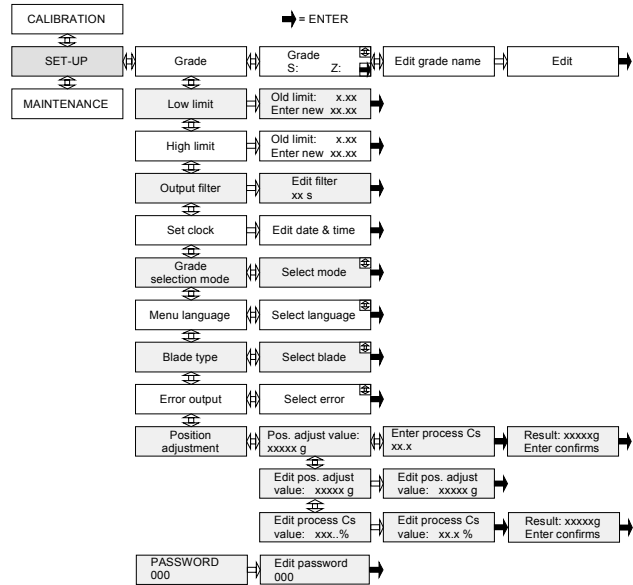 CALIBRATION
= ENTER
SET-UP
Grade
Grade
S: Z:
Edit grade name
Edit
MAINTENANCE
Low limit
Old limit: x.xx
Enter new xx.xx
High limit
Old limit: x.xx
Enter new xx.xx
Output filter
Edit filter
xx s
Set clock
Edit date & time
Grade
selection mode
Select mode
Menu language
Select language
Blade type
Select blade
Error output
Select error
Position
adjustment
Pos. adjust value:
xxxxx g
Enter process Cs
xx.x
Result: xxxxxg
Enter confirms
Edit pos. adjust
value: xxxxx g
Edit pos. adjust
value: xxxxx g
Edit process Cs
value: xxx..%
Edit process Cs
value: xx.x %
Result: xxxxxg
Enter confirms
PASSWORD
000
Edit password
000